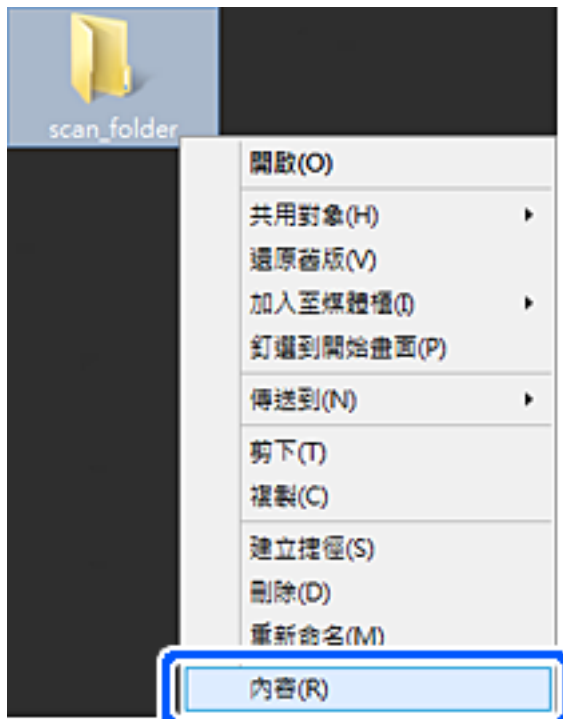 scan_folder
開啟(O)
共用對象(H)
還原舊版(V)
加入至媒體櫃(I)
釘選到開始畫面(P)
傳送到(N)
剪下(T)
複製(C)
建立捷徑(S)
刪除(D)
重新命名(M)
內容(R)